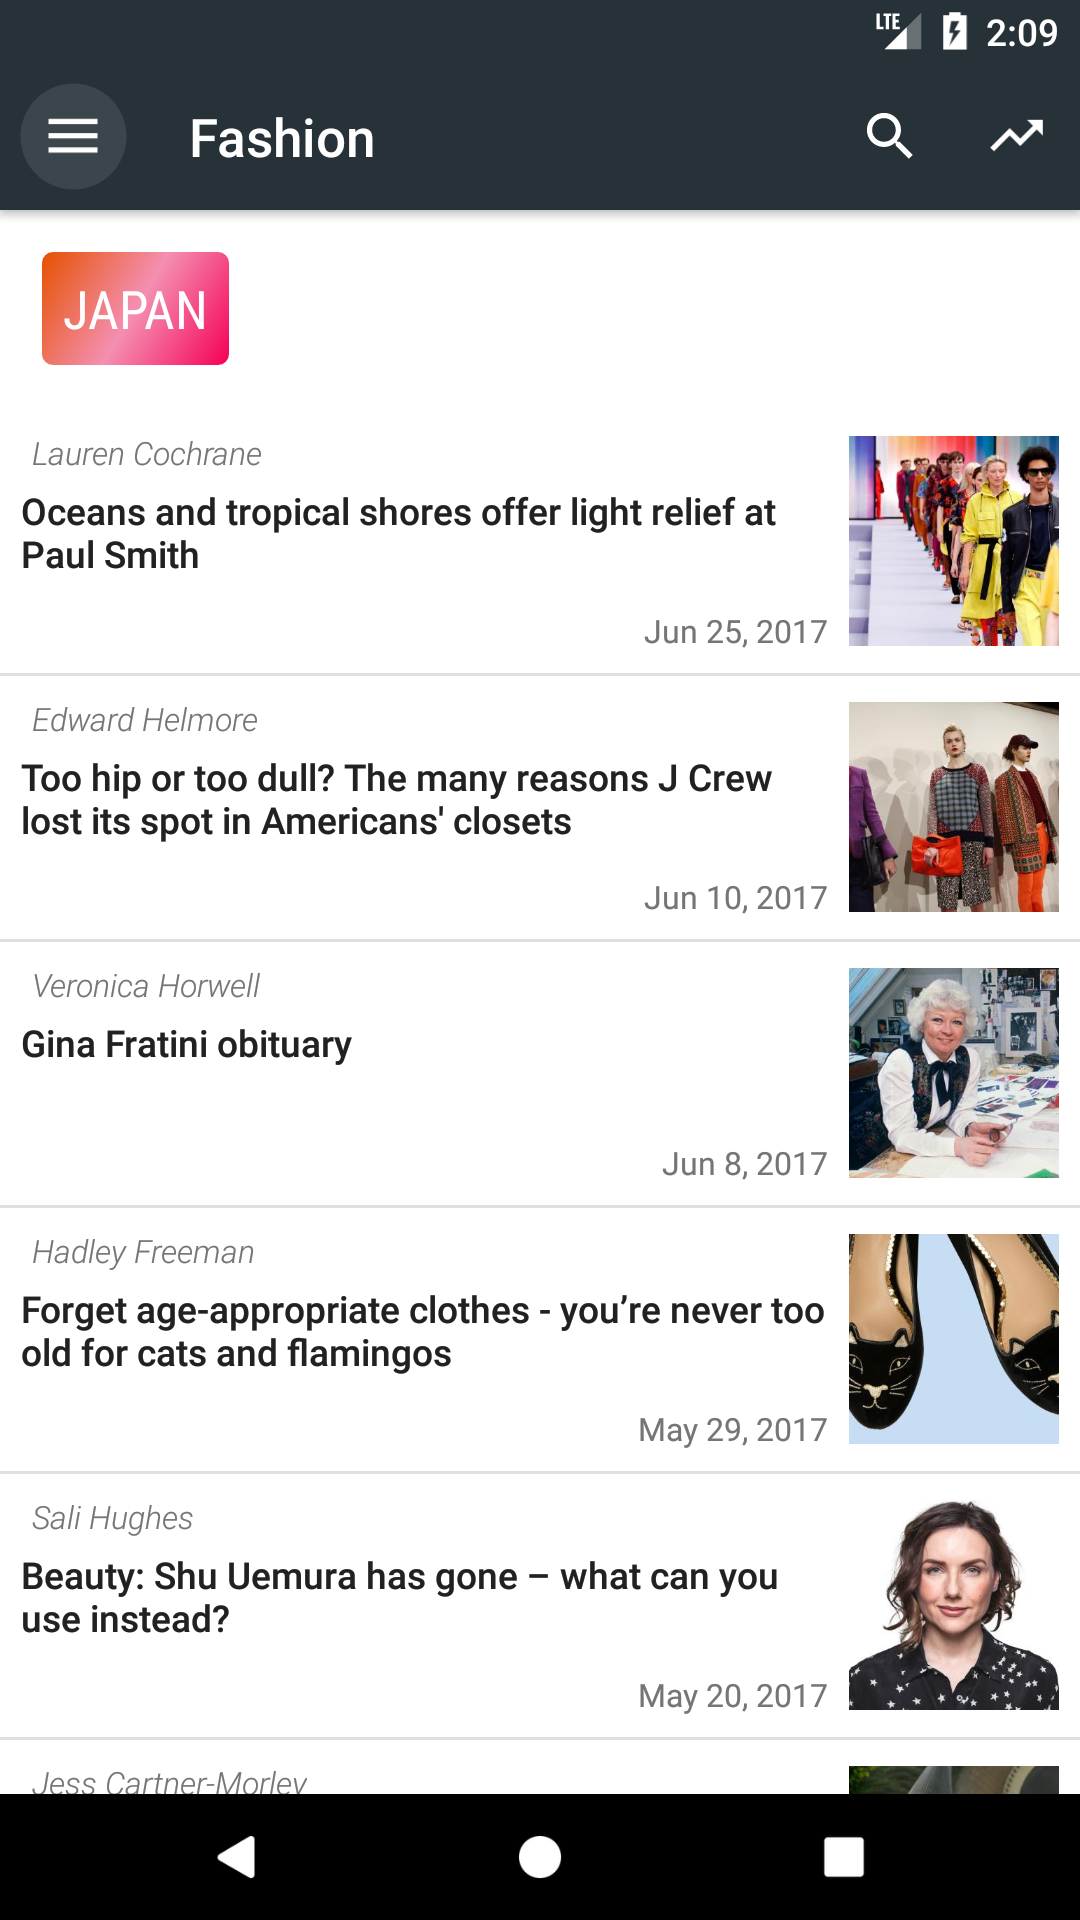 LTE 2:09
Fashion
JAPAN
Lauren Cochrane
Oceans and tropical shores offer light relief at
Paul Smith
Jun 25, 2017
Edward Helmore
Too hip or too dull? The many reasons J Crew
lost its spot in Americans' closets
Jun 10, 2017
Veronica Horwell
Gina Fratini obituary
Jun 8, 2017
Hadley Freeman
Forget age-appropriate clothes - you’re never too
old for cats and flamingos
May 29, 2017
Sali Hughes
Beauty: Shu Uemura has gone – what can you
use instead?
May 20, 2017
Jess Cartner-Morley